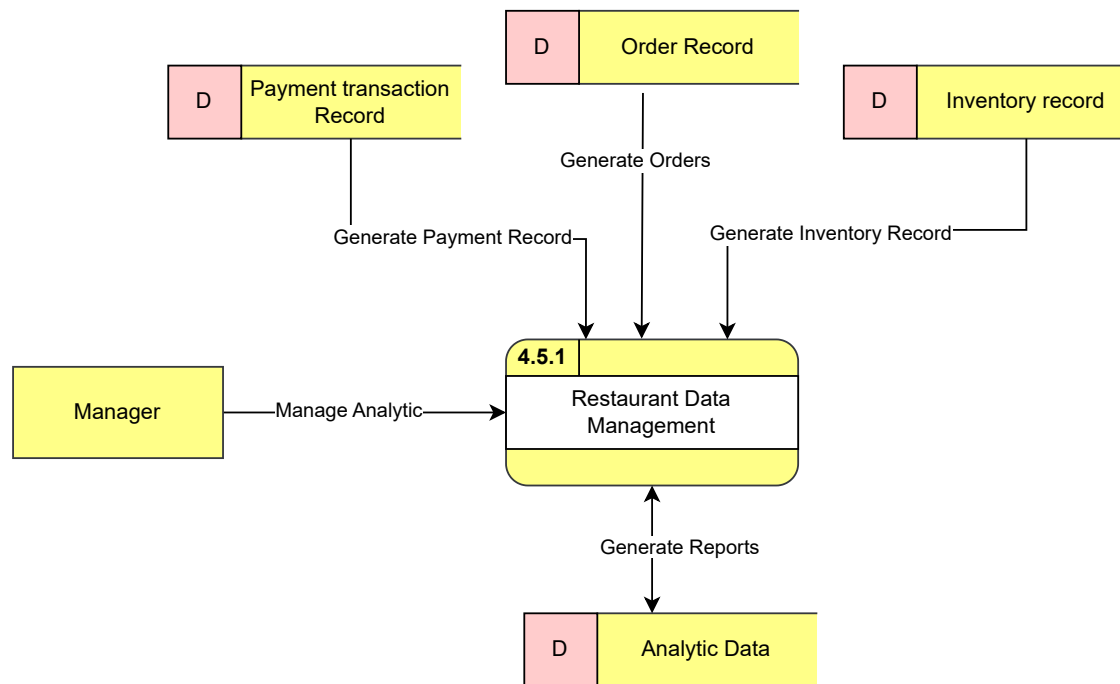 D
Order Record
D
Payment transaction
Record
D
Inventory record
Generate Orders
Generate Payment Record
Generate Inventory Record
4.5.1
Restaurant Data
Management
Manager
Manage Analytic
Generate Reports
D
Analytic Data